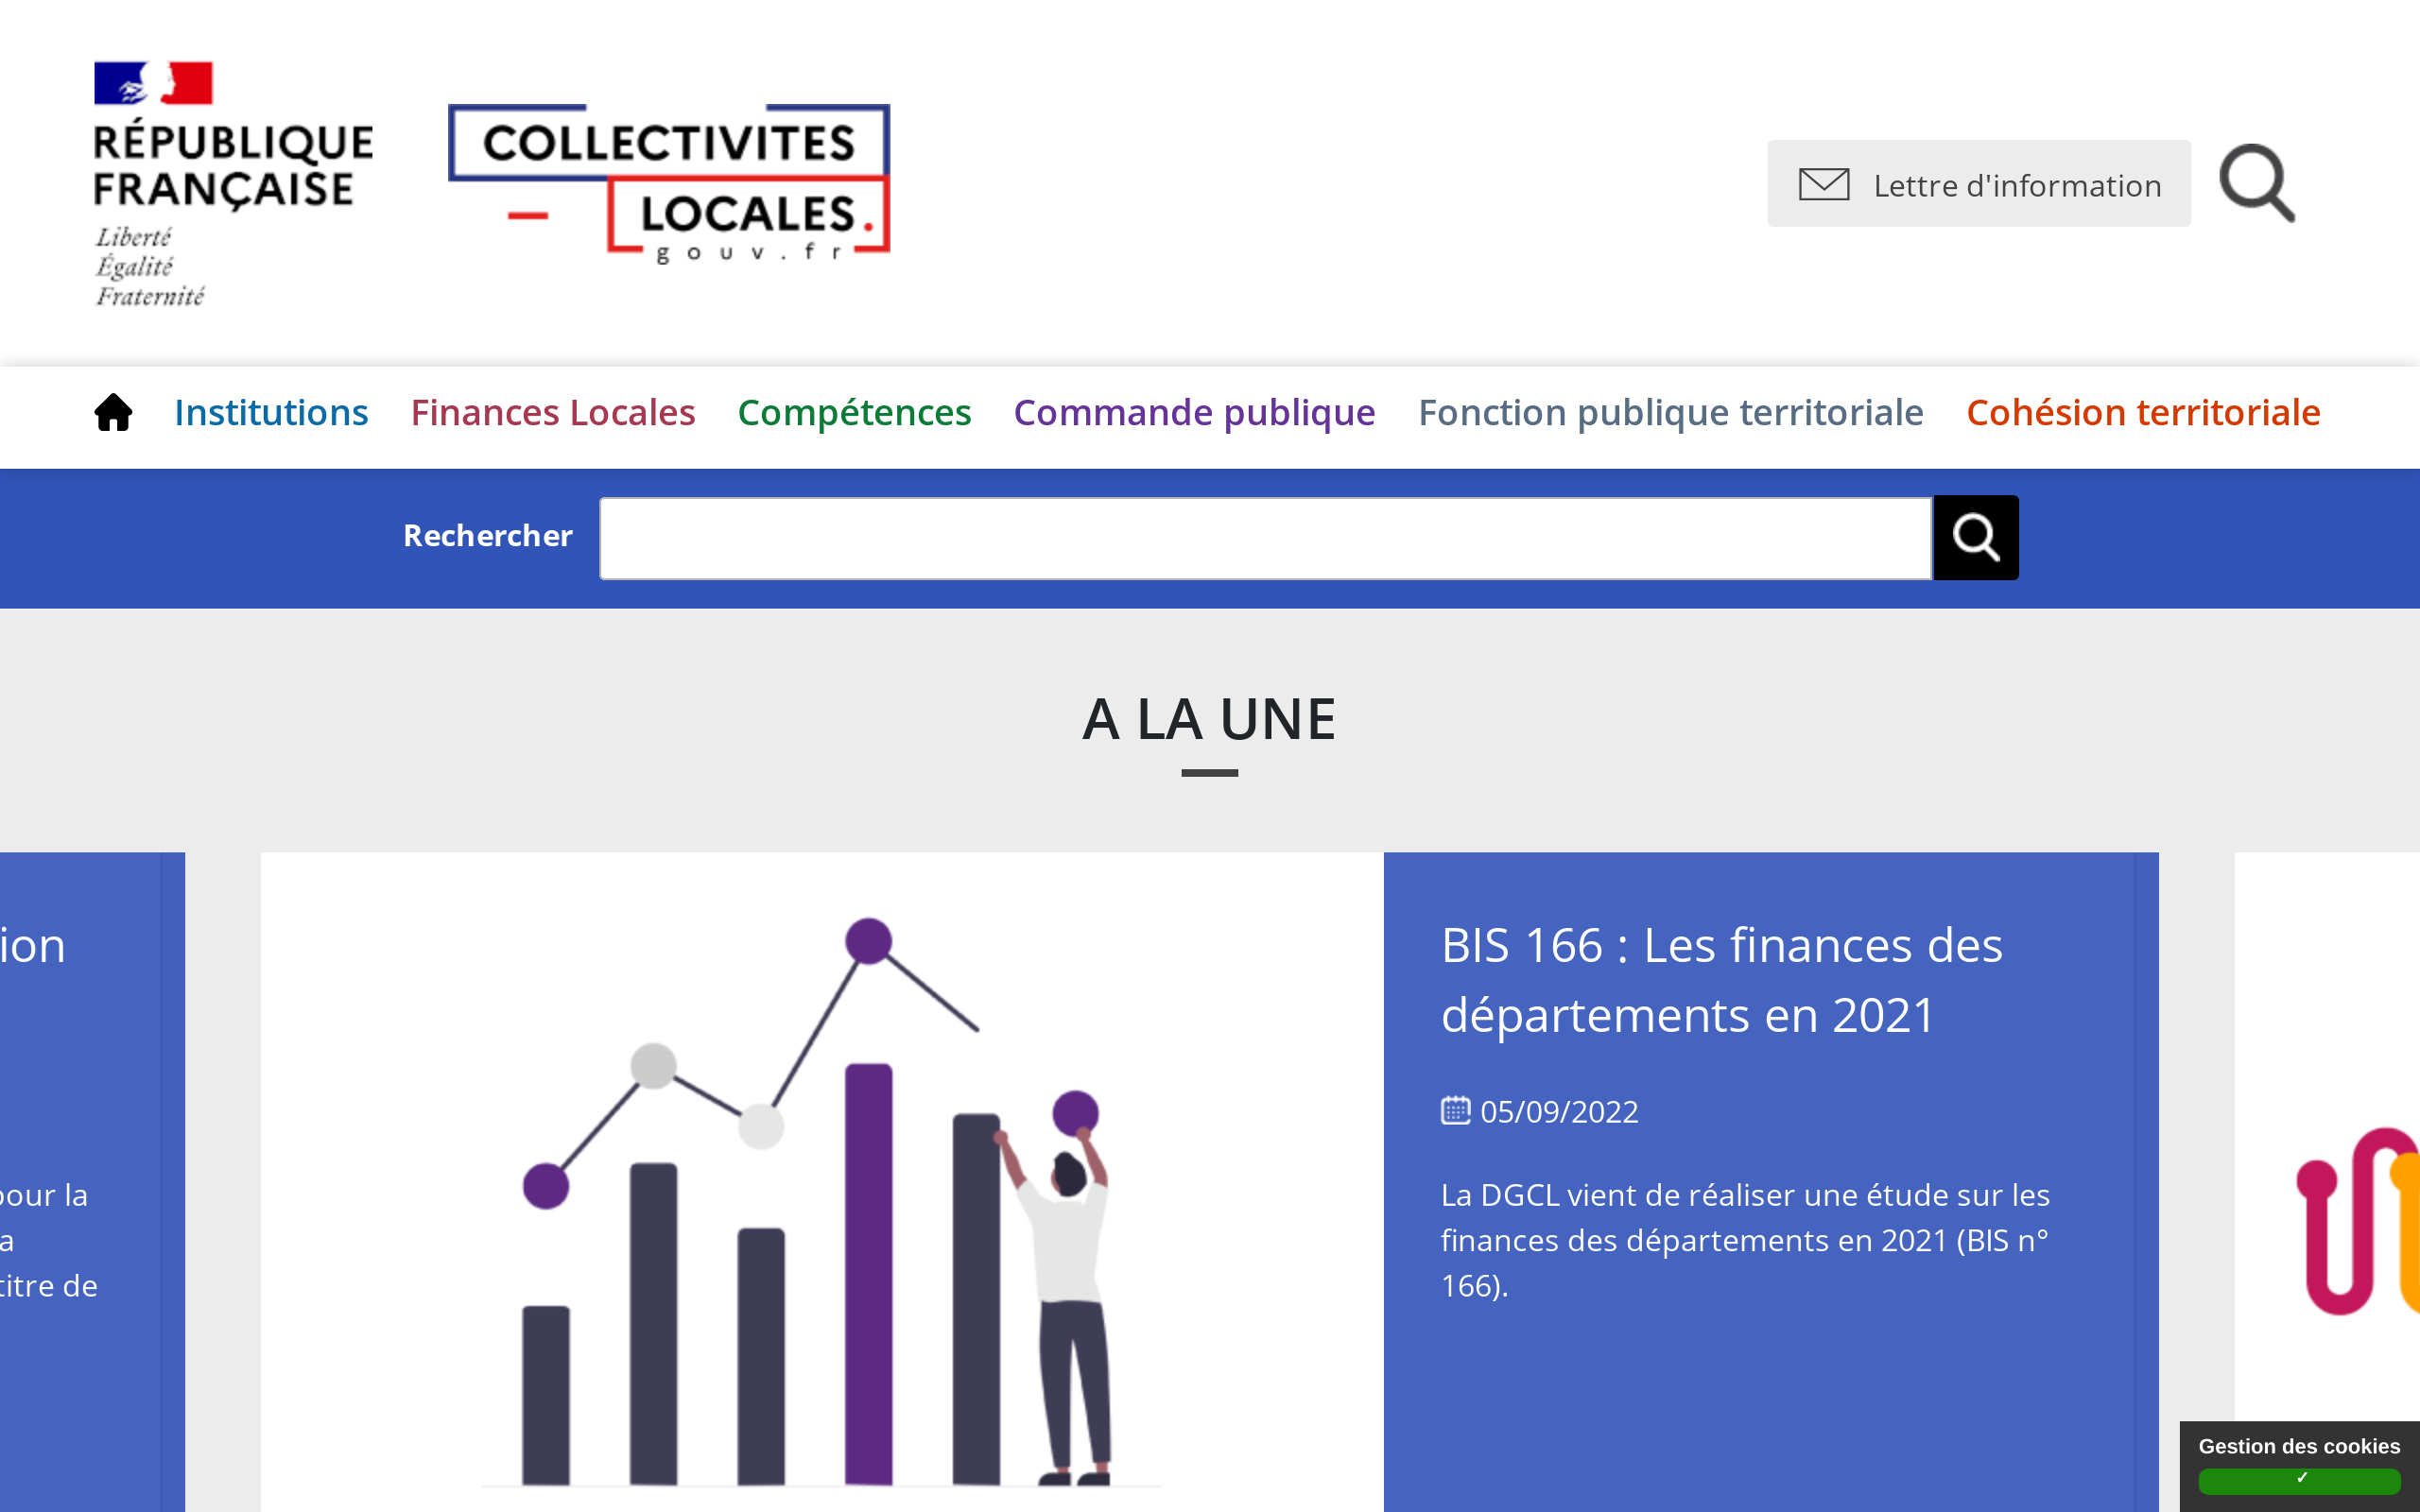 RÉPUBLIQUE
FRANÇAISE
Liberté
Égalité
Fraternité
COLLECTIVITES
LOCALES.
gouv.fr
Lettre d'information
Institutions
Finances Locales
Compétences
Commande publique
Fonction publique territoriale
Cohésion territoriale
Rechercher
A LA UNE
ion
pour la
a
titre de
BIS 166 : Les finances des
départements en 2021
05/09/2022
La DGCL vient de réaliser une étude sur les
finances des départements en 2021 (BIS n°
166).
Gestion des cookies
✓